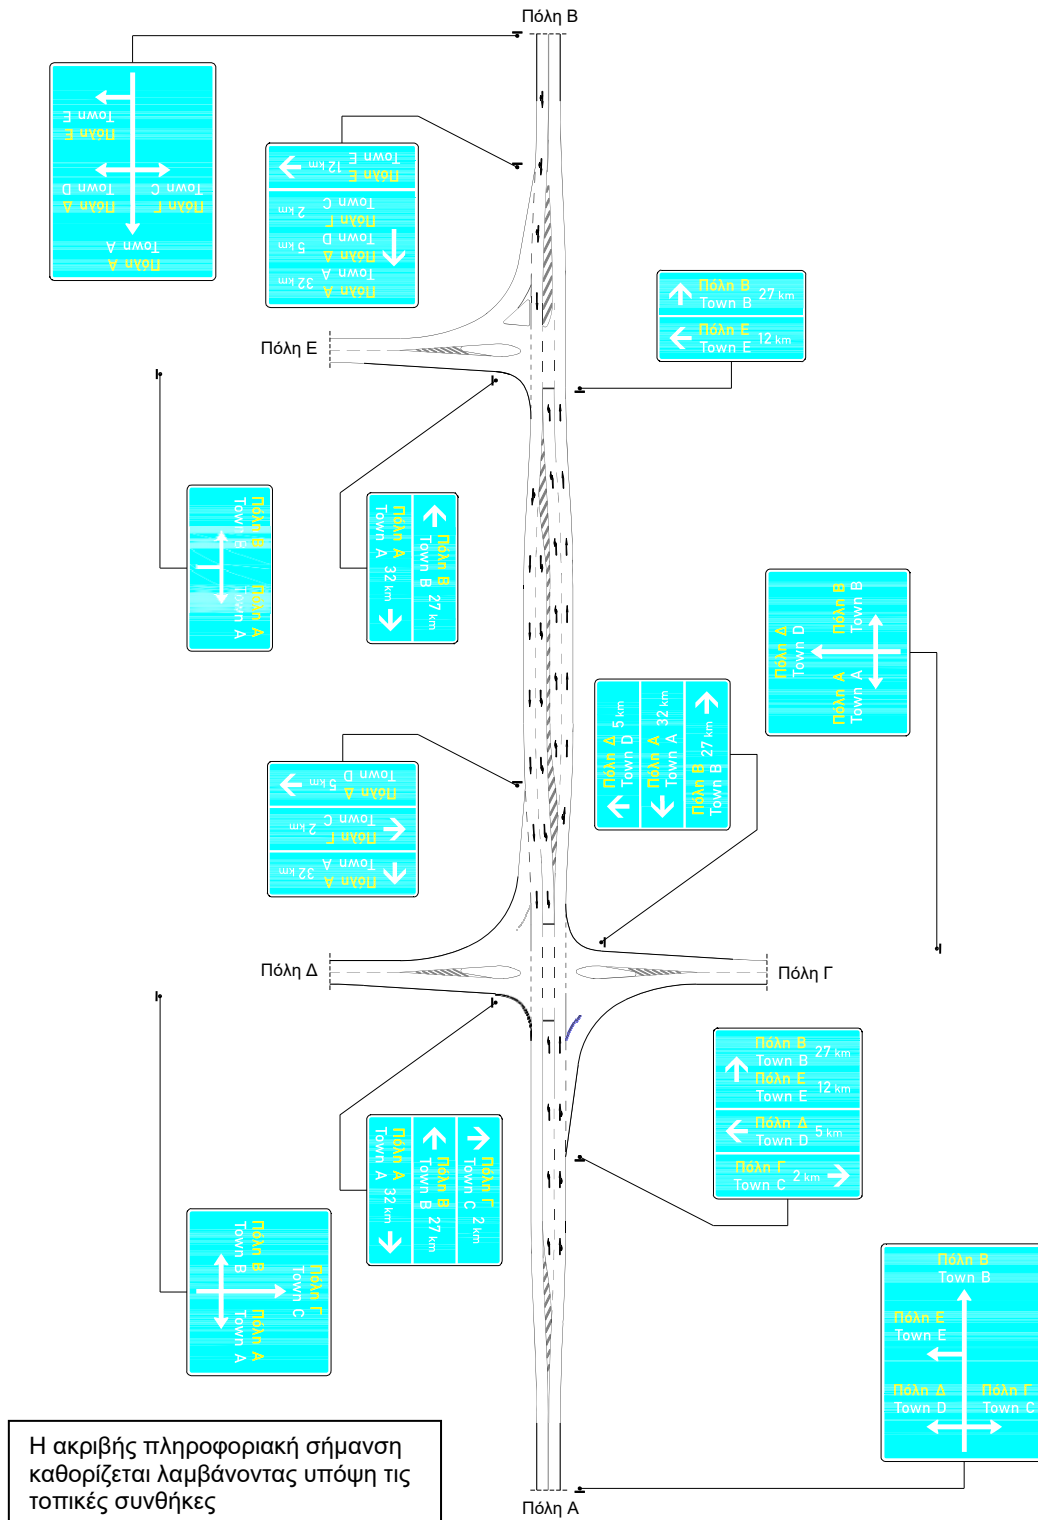 Πόλη Β
Πόλη Α
Town A
Πόλη Γ
Town C
Πόλη Δ
Town D
Πόλη Ε
Town E
Πόλη Α
Town A
32 km
Πόλη Δ
Town D
5 km
Πόλη Γ
Town C
2 km
Πόλη Ε
Town E
12 km
Πόλη Β
Town B
27 km
Πόλη Ε
Town E
12 km
Πόλη Ε
Πόλη Β
Town
Πόλη Α
Town A
Πόλη Β
Town B 27 km
Πόλη Α
Town A 32 km
Πόλη Δ
Town D
Πόλη Β
Town B
Πόλη Α
Town A
Πόλη Δ 5 km
Town D
Πόλη Α 32 km
Town A
Πόλη Β 27 km
Town B
Πόλη Α
Town A
32 km
Πόλη Γ
Town C
2 km
Πόλη Δ
Town D
5 km
Πόλη Δ
Πόλη Γ
Πόλη Β
Town B
27 km
Πόλη Ε
Town E
12 km
Πόλη Δ
Town D
5 km
Πόλη Γ
Town C
2 km
Πόλη Γ
Town C 2 km
Πόλη Β
Town B 27 km
Πόλη Α
Town A 32 km
Πόλη Γ
Town C
Πόλη Β
Town B
Πόλη Α
Town A
Πόλη Β
Town B
Πόλη Ε
Town E
Πόλη Δ
Town D
Πόλη Γ
Town C
Η ακριβής πληροφοριακή σήμανση
καθορίζεται λαμβάνοντας υπόψη τις
τοπικές συνθήκες
Πόλη Α